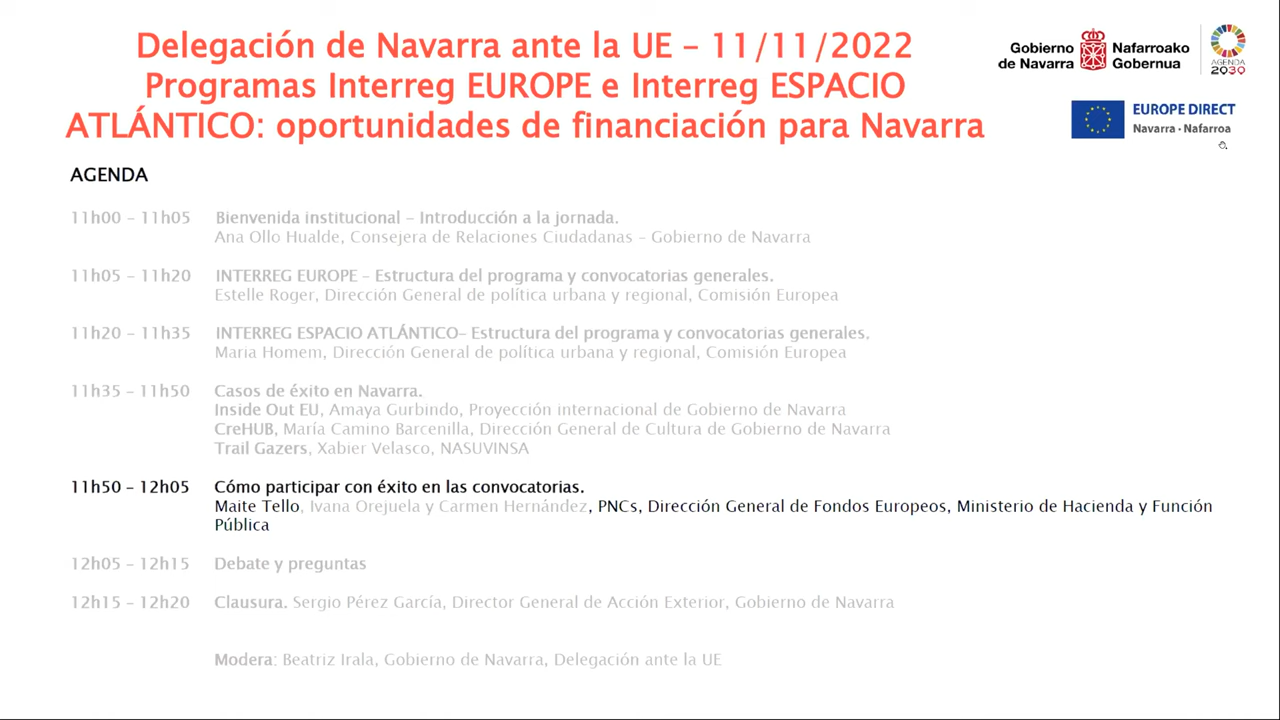 Delegación de Navarra ante la UE – 11/11/2022
Programas Interreg EUROPE e Interreg ESPACIO
ATLÁNTICO: oportunidades de financiación para Navarra
Gobierno de Navarra
Nafarroako Gobernua
AGENDA 2030
EUROPE DIRECT
Navarra · Nafarroa
AGENDA
11h00 – 11h05 Bienvenida institucional – Introducción a la jornada.
Ana Ollo Hualde, Consejera de Relaciones Ciudadanas – Gobierno de Navarra
11h05 – 11h20 INTERREG EUROPE – Estructura del programa y convocatorias generales.
Estelle Roger, Dirección General de política urbana y regional, Comisión Europea
11h20 – 11h35 INTERREG ESPACIO ATLÁNTICO– Estructura del programa y convocatorias generales.
Maria Homem, Dirección General de política urbana y regional, Comisión Europea
11h35 – 11h50 Casos de éxito en Navarra.
Inside Out EU, Amaya Gurbindo, Proyección internacional de Gobierno de Navarra
CreHUB, María Camino Barcenilla, Dirección General de Cultura de Gobierno de Navarra
Trail Gazers, Xabier Velasco, NASUVINSA
11h50 – 12h05 Cómo participar con éxito en las convocatorias.
Maite Tello, Ivana Orejuela y Carmen Hernández, PNCs, Dirección General de Fondos Europeos, Ministerio de Hacienda y Función
Pública
12h05 – 12h15 Debate y preguntas
12h15 – 12h20 Clausura. Sergio Pérez García, Director General de Acción Exterior, Gobierno de Navarra
Modera: Beatriz Irala, Gobierno de Navarra, Delegación ante la UE